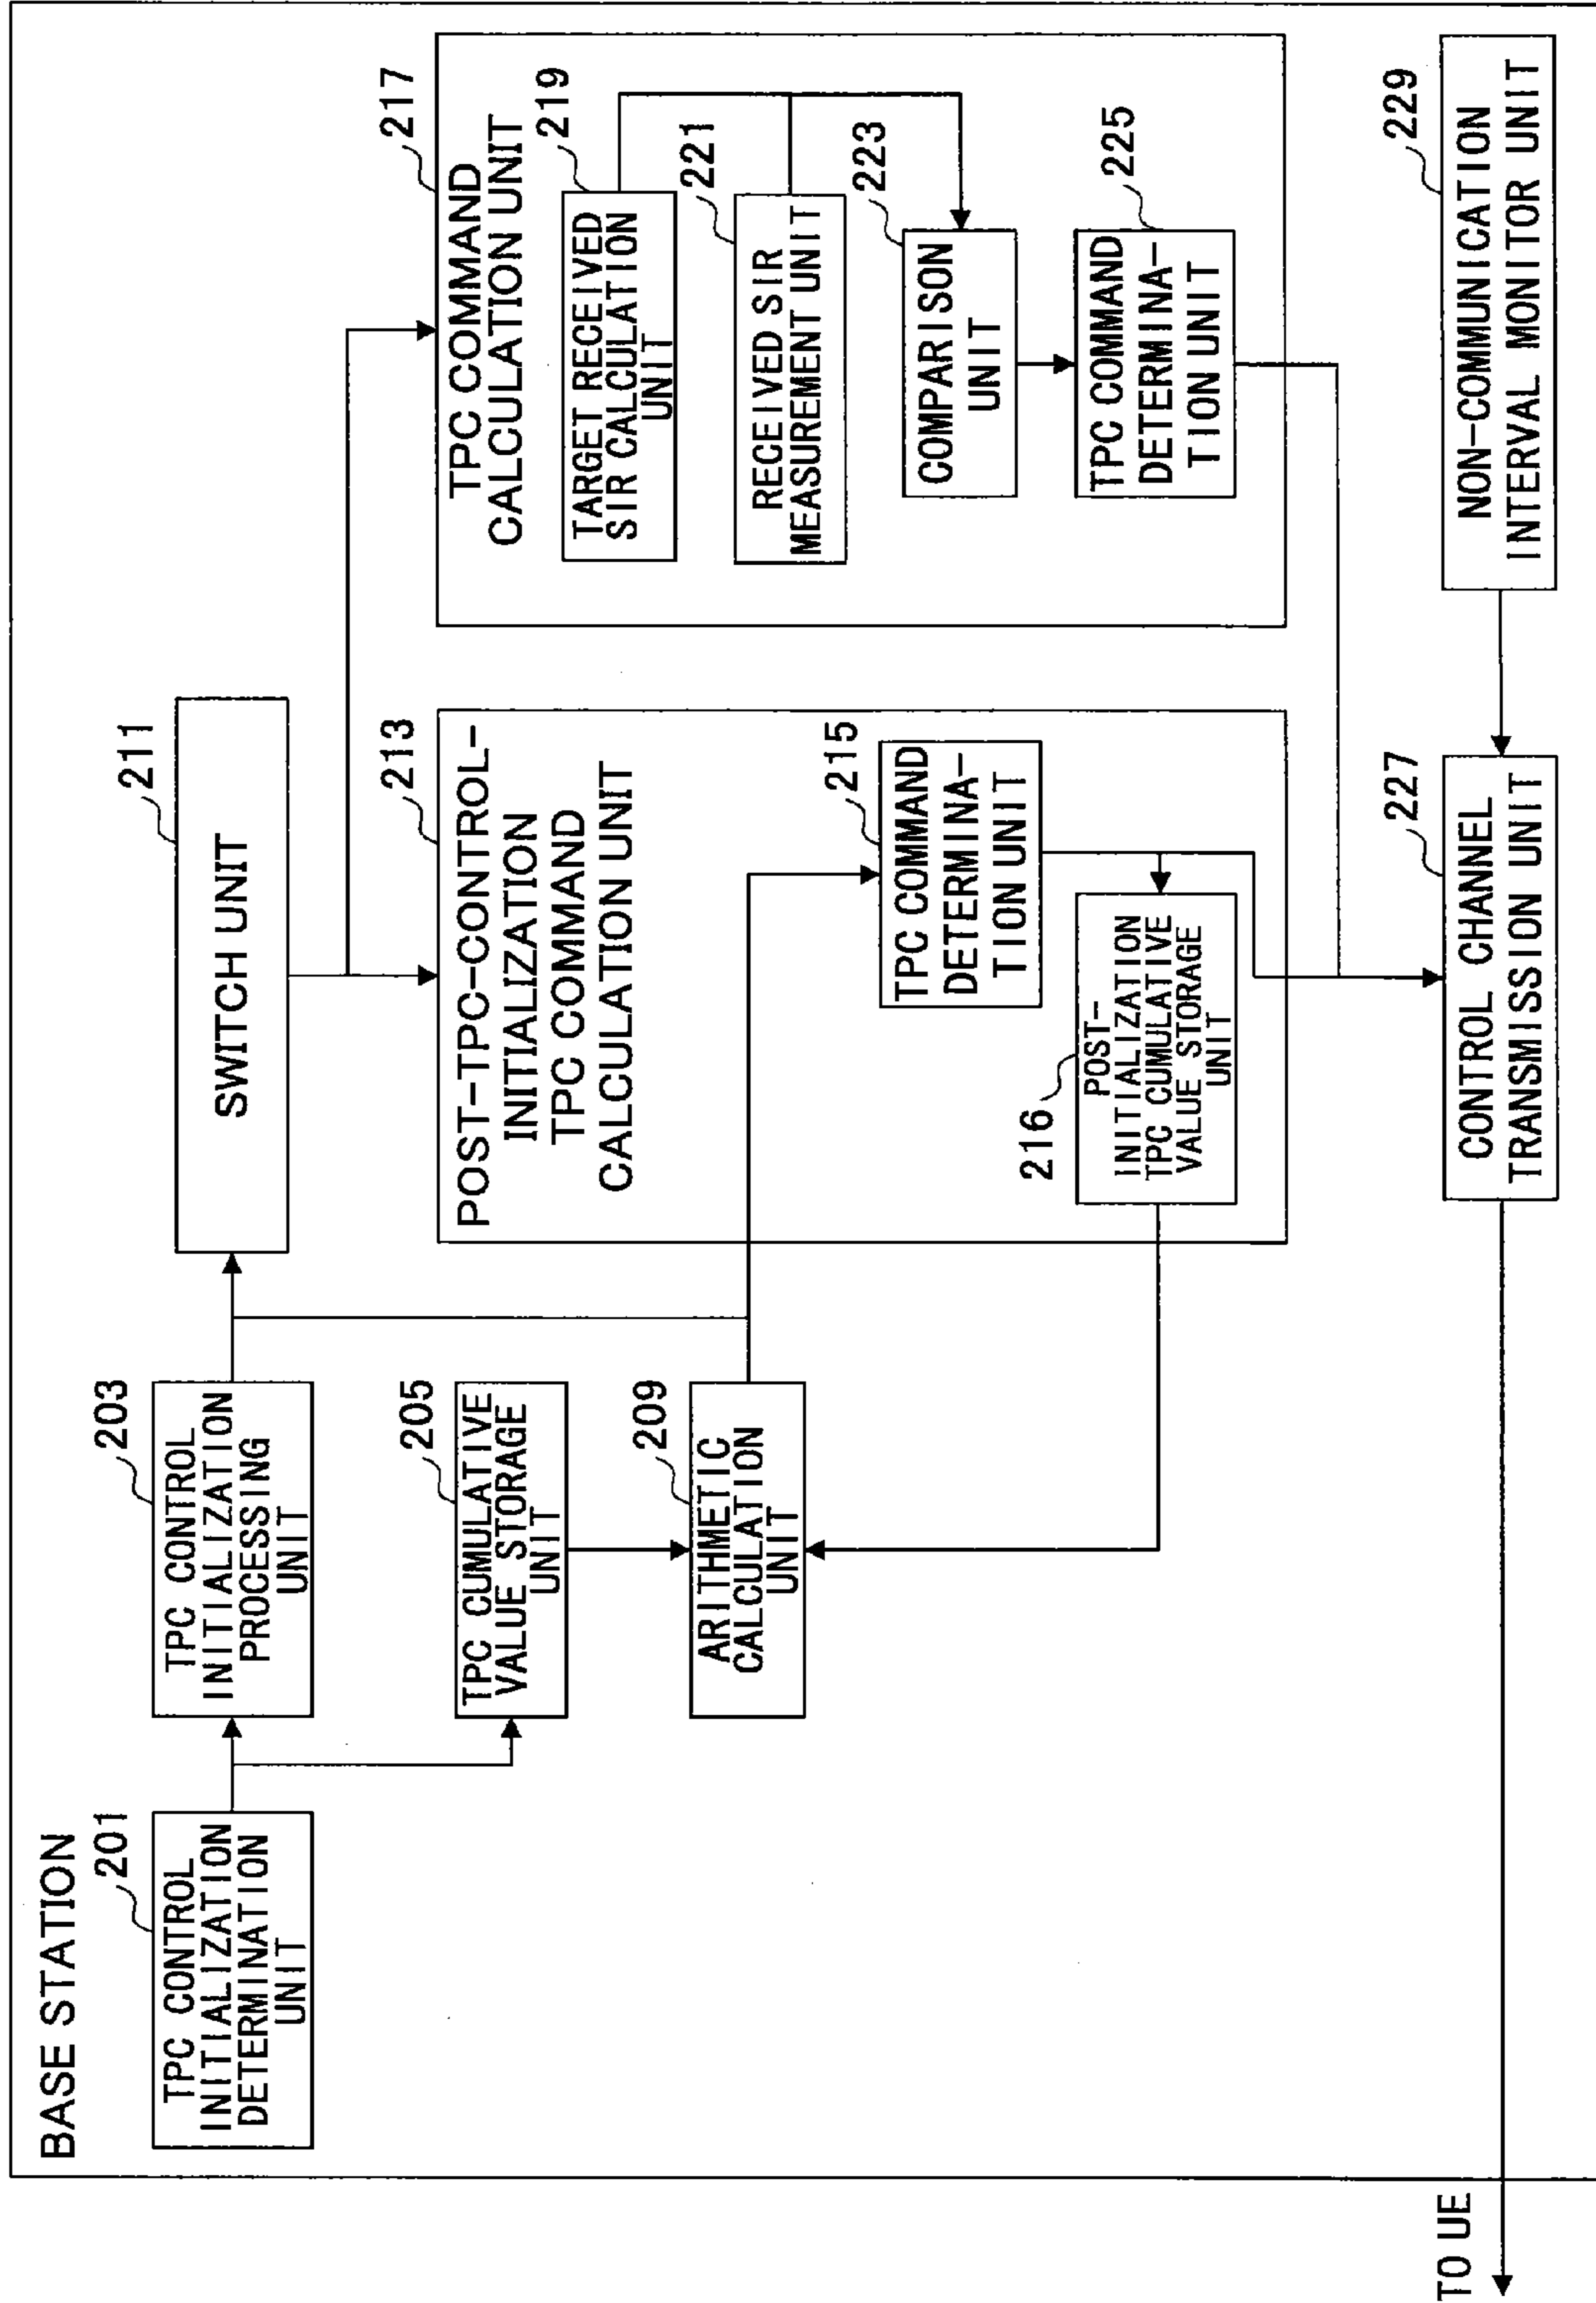 BASE STATION
201
TPC CONTROL
INITIALIZATION
DETERMINATION
UNIT
203
TPC CONTROL
INITIALIZATION
PROCESSING
UNIT
205
TPC CUMULATIVE
VALUE STORAGE
UNIT
209
ARITHMETIC
CALCULATION
UNIT
211
SWITCH UNIT
213
POST-TPC-CONTROL-
INITIALIZATION
TPC COMMAND
CALCULATION UNIT
215
TPC COMMAND
DETERMINA-
TION UNIT
216
POST-
INITIALIZATION
TPC CUMULATIVE
VALUE STORAGE
UNIT
217
TPC COMMAND
CALCULATION UNIT
219
TARGET RECEIVED
SIR CALCULATION
UNIT
221
RECEIVED SIR
MEASUREMENT UNIT
223
COMPARISON
UNIT
225
TPC COMMAND
DETERMINA-
TION UNIT
227
CONTROL CHANNEL
TRANSMISSION UNIT
229
NON-COMMUNICATION
INTERVAL MONITOR UNIT
TO UE